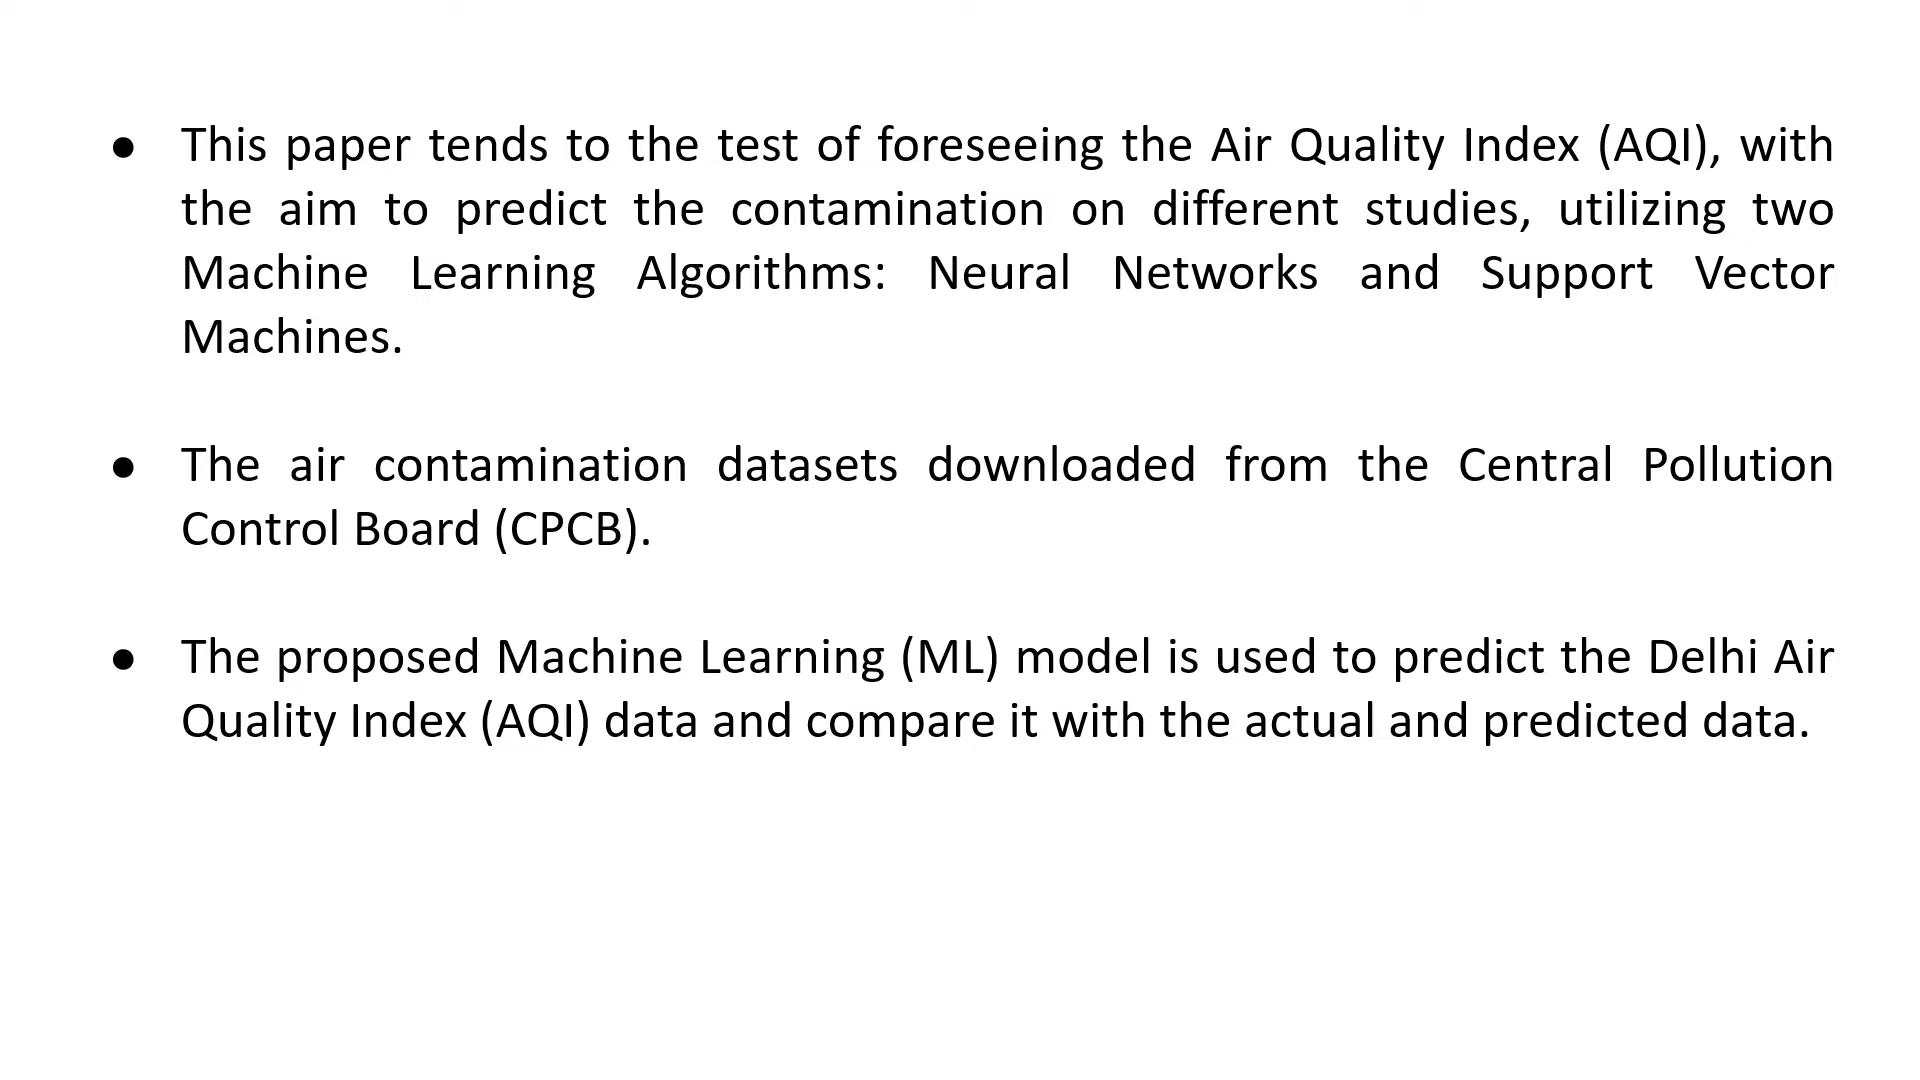 ● This paper tends to the test of foreseeing the Air Quality Index (AQI), with
the aim to predict the contamination on different studies, utilizing two
Machine Learning Algorithms: Neural Networks and Support Vector
Machines.
● The air contamination datasets downloaded from the Central Pollution
Control Board (CPCB).
● The proposed Machine Learning (ML) model is used to predict the Delhi Air
Quality Index (AQI) data and compare it with the actual and predicted data.